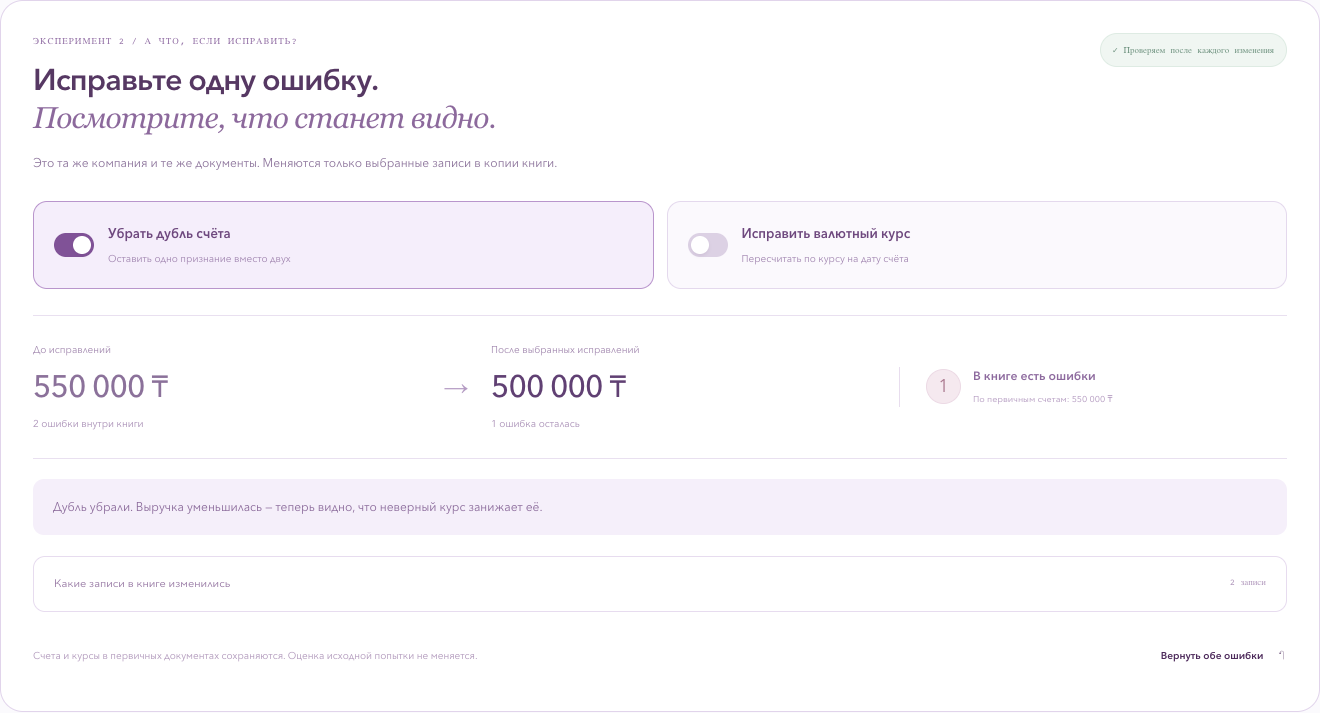 ЭКСПЕРИМЕНТ 2 / А ЧТО, ЕСЛИ ИСПРАВИТЬ?
✓ Проверяем после каждого изменения
Исправьте одну ошибку.
Посмотрите, что станет видно.
Это та же компания и те же документы. Меняются только выбранные записи в копии книги.
Убрать дубль счёта
Оставить одно признание вместо двух
Исправить валютный курс
Пересчитать по курсу на дату счёта
До исправлений
550 000 ₸
2 ошибки внутри книги
→
После выбранных исправлений
500 000 ₸
1 ошибка осталась
1
В книге есть ошибки
По первичным счетам: 550 000 ₸
Дубль убрали. Выручка уменьшилась — теперь видно, что неверный курс занижает её.
Какие записи в книге изменились
2 записи
Счета и курсы в первичных документах сохраняются. Оценка исходной попытки не меняется.
Вернуть обе ошибки